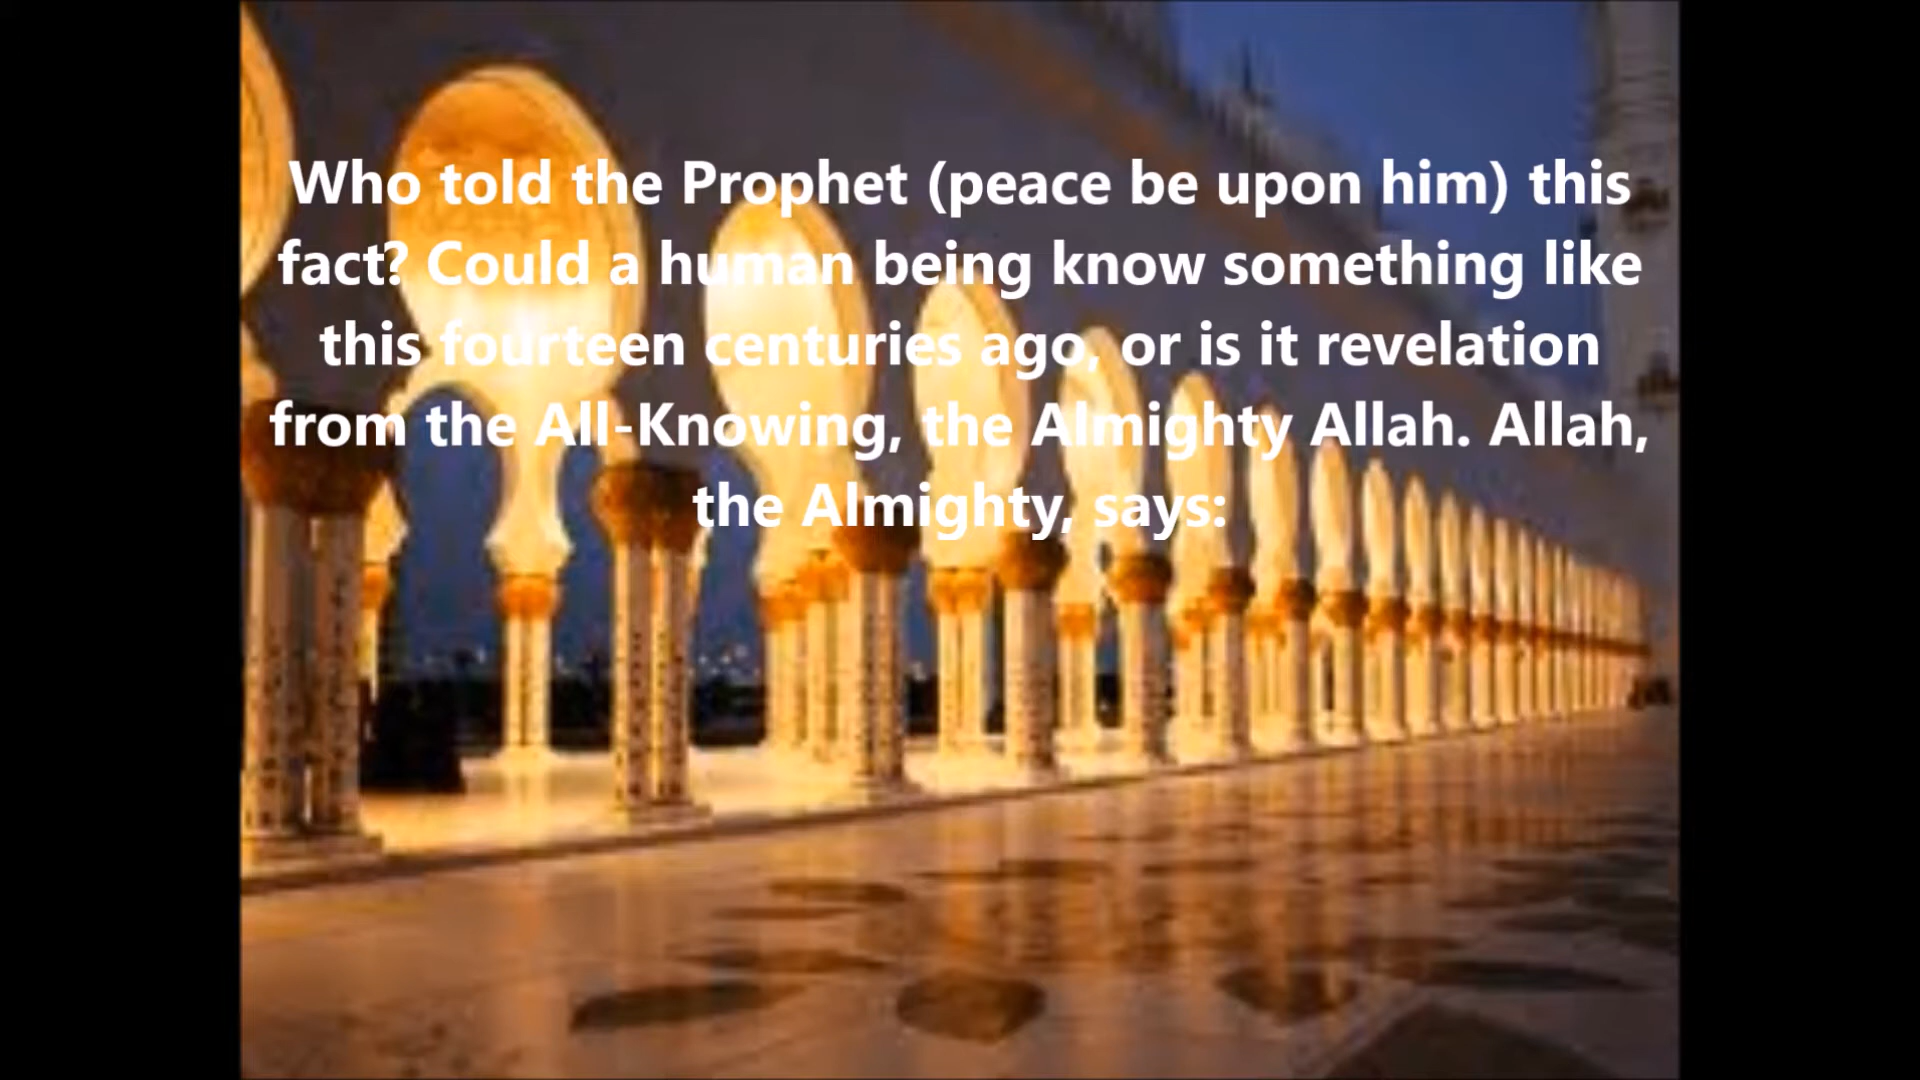 Who told the Prophet (peace be upon him) this
fact? Could a human being know something like
this fourteen centuries ago, or is it revelation
from the All-Knowing, the Almighty Allah. Allah,
the Almighty, says: